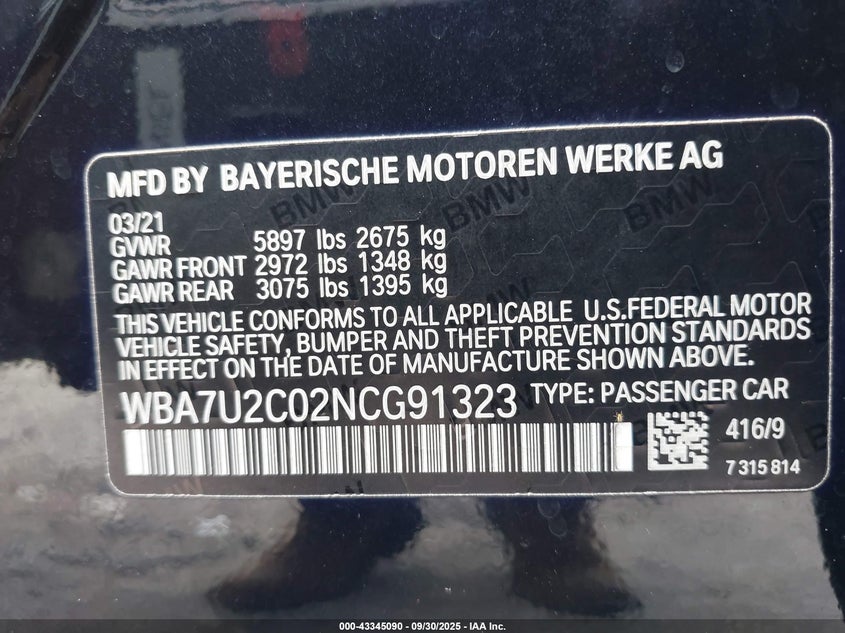 MFD BY BAYERISCHE MOTOREN WERKE AG
03/21
GVWR 5897 lbs 2675 kg
GAWR FRONT 2972 lbs 1348 kg
GAWR REAR 3075 lbs 1395 kg
THIS VEHICLE CONFORMS TO ALL APPLICABLE U.S.FEDERAL MOTOR
VEHICLE SAFETY, BUMPER AND THEFT PREVENTION STANDARDS
IN EFFECT ON THE DATE OF MANUFACTURE SHOWN ABOVE.
WBA7U2C02NCG91323 TYPE: PASSENGER CAR
416/9
7 315 814
000-43345090 - 09/30/2025 - IAA Inc.